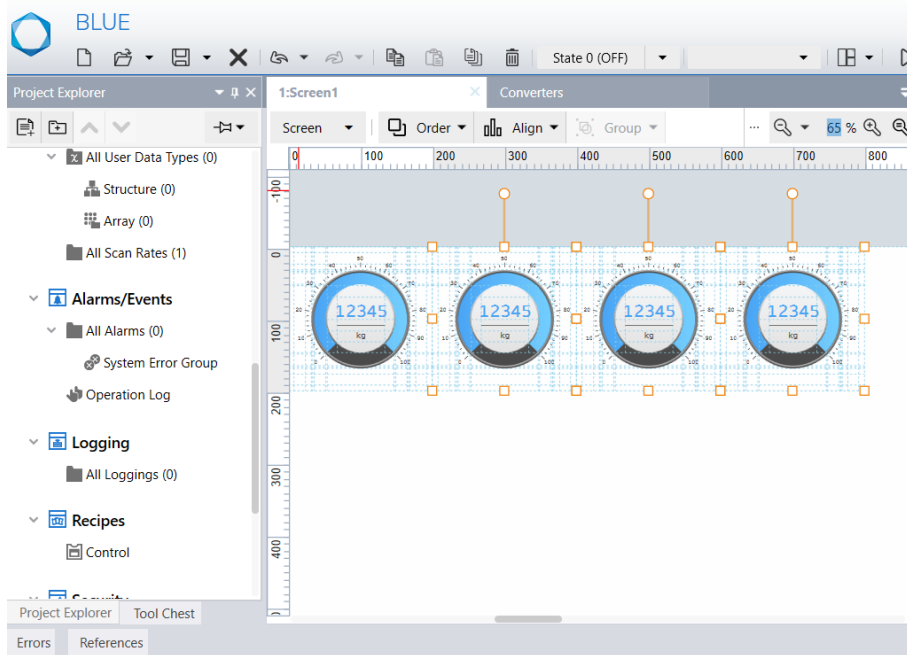 BLUE
State 0 (OFF)
Project Explorer
1:Screen1
Converters
Screen
Order
Align
Group
65 %
0 100 200 300 400 500 600 700 800
-100
0
100
200
300
400
All User Data Types (0)
Structure (0)
Array (0)
All Scan Rates (1)
Alarms/Events
All Alarms (0)
System Error Group
Operation Log
Logging
All Loggings (0)
Recipes
Control
12345 12345 12345 12345
kg kg kg kg
Project Explorer Tool Chest
Errors References